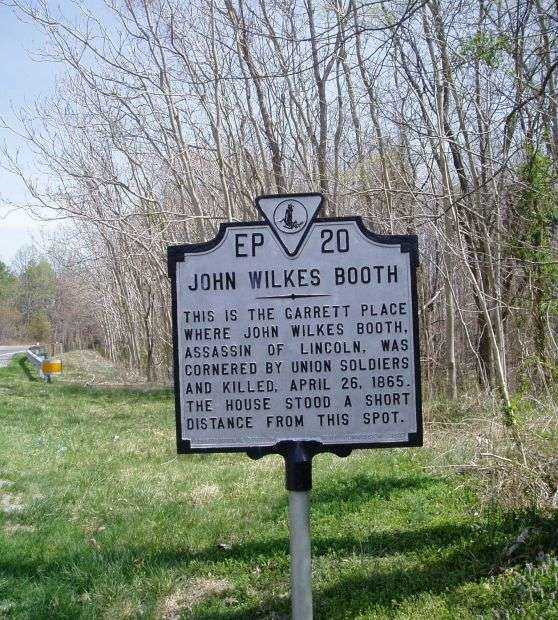 EP 20
JOHN WILKES BOOTH
THIS IS THE GARRETT PLACE
WHERE JOHN WILKES BOOTH,
ASSASSIN OF LINCOLN, WAS
CORNERED BY UNION SOLDIERS
AND KILLED, APRIL 26, 1865.
THE HOUSE STOOD A SHORT
DISTANCE FROM THIS SPOT.